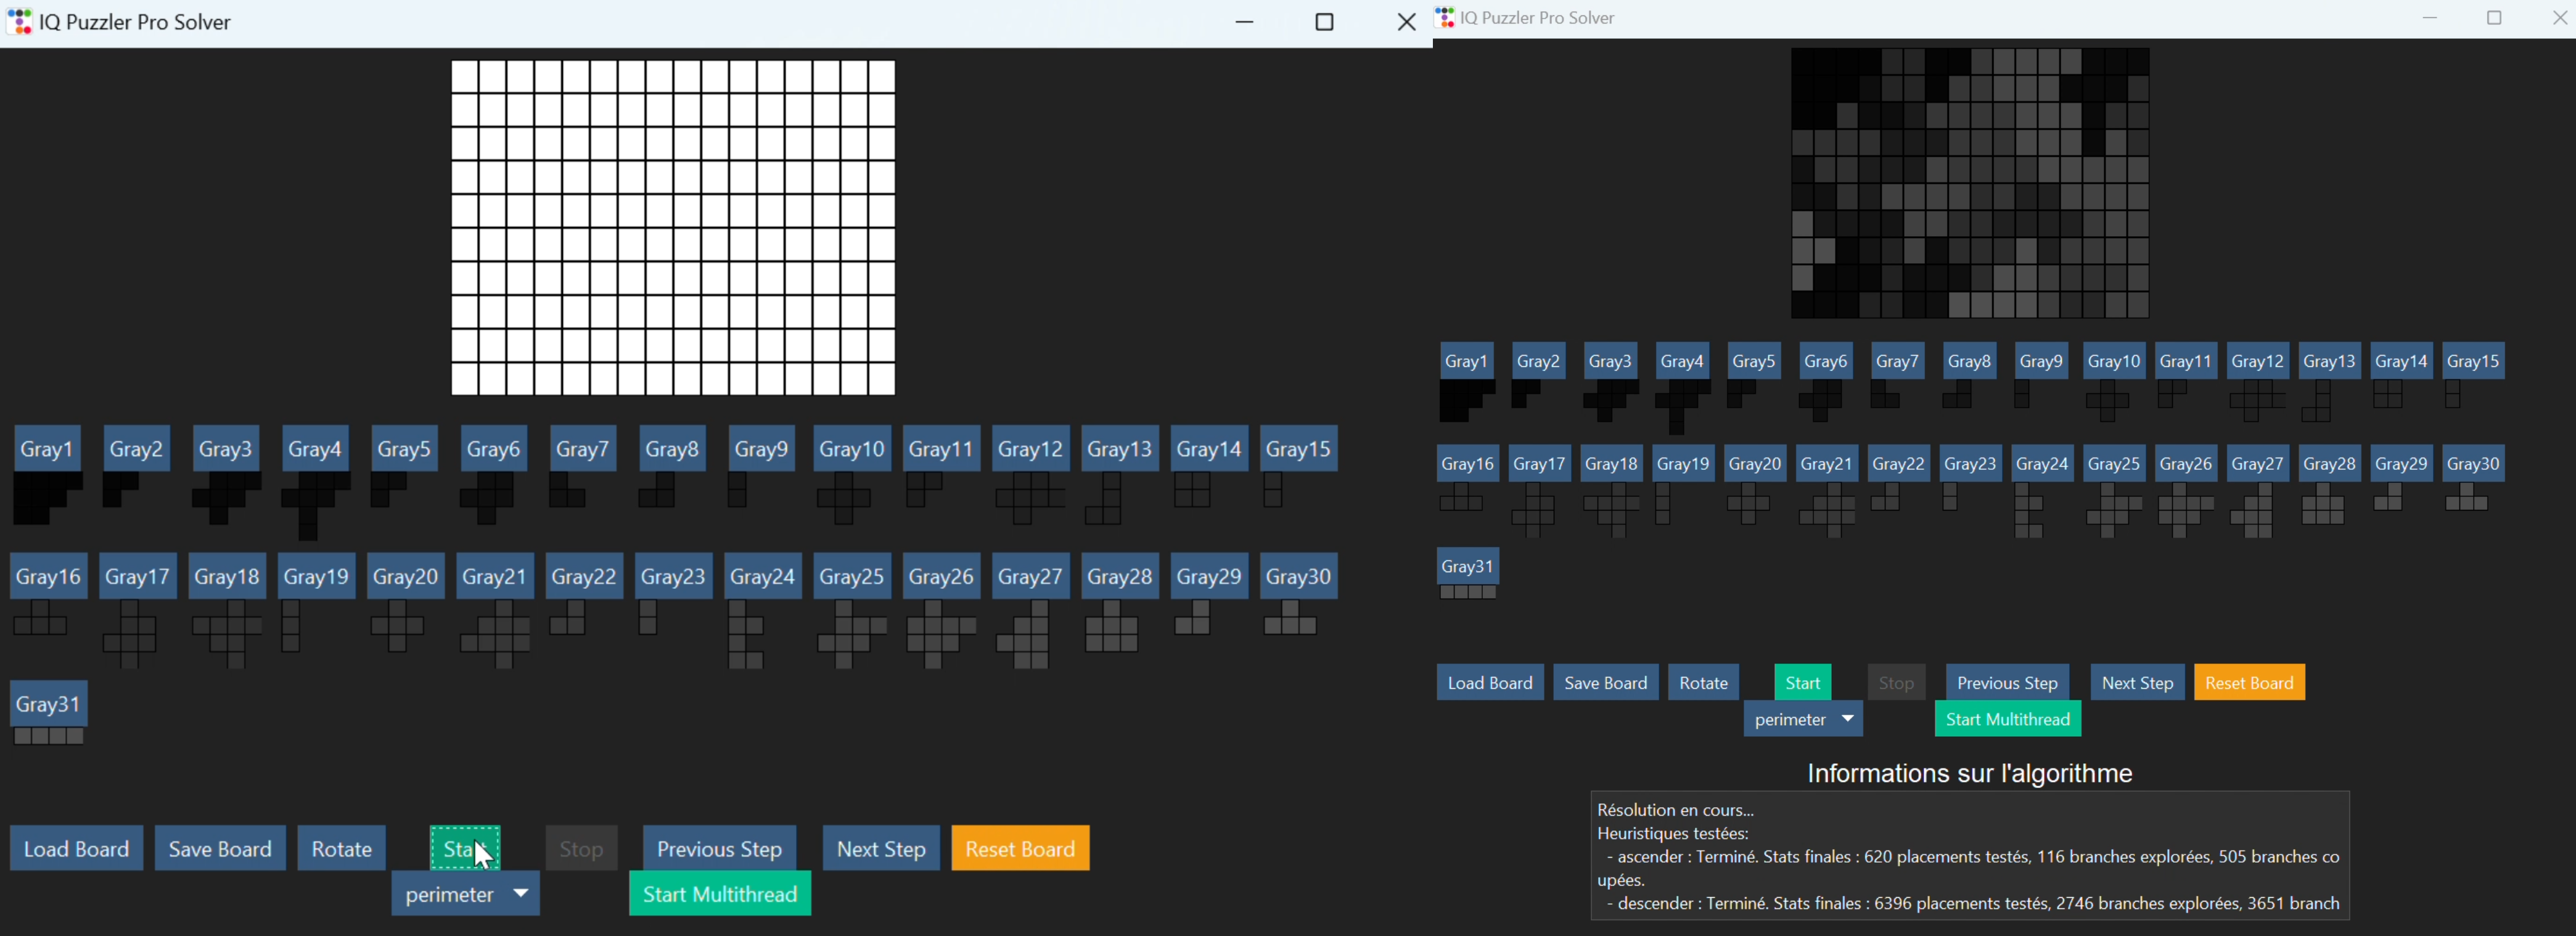 IQ Puzzler Pro Solver
Gray1 Gray2 Gray3 Gray4 Gray5 Gray6 Gray7 Gray8 Gray9 Gray10 Gray11 Gray12 Gray13 Gray14 Gray15
Gray16 Gray17 Gray18 Gray19 Gray20 Gray21 Gray22 Gray23 Gray24 Gray25 Gray26 Gray27 Gray28 Gray29 Gray30
Gray31
Load Board Save Board Rotate Start Stop Previous Step Next Step Reset Board
perimeter Start Multithread
IQ Puzzler Pro Solver
Gray1 Gray2 Gray3 Gray4 Gray5 Gray6 Gray7 Gray8 Gray9 Gray10 Gray11 Gray12 Gray13 Gray14 Gray15
Gray16 Gray17 Gray18 Gray19 Gray20 Gray21 Gray22 Gray23 Gray24 Gray25 Gray26 Gray27 Gray28 Gray29 Gray30
Gray31
Load Board Save Board Rotate Start Stop Previous Step Next Step Reset Board
perimeter Start Multithread
Informations sur l'algorithme
Résolution en cours...
Heuristiques testées:
- ascender : Terminé. Stats finales : 620 placements testés, 116 branches explorées, 505 branches co
upées.
- descender : Terminé. Stats finales : 6396 placements testés, 2746 branches explorées, 3651 branch